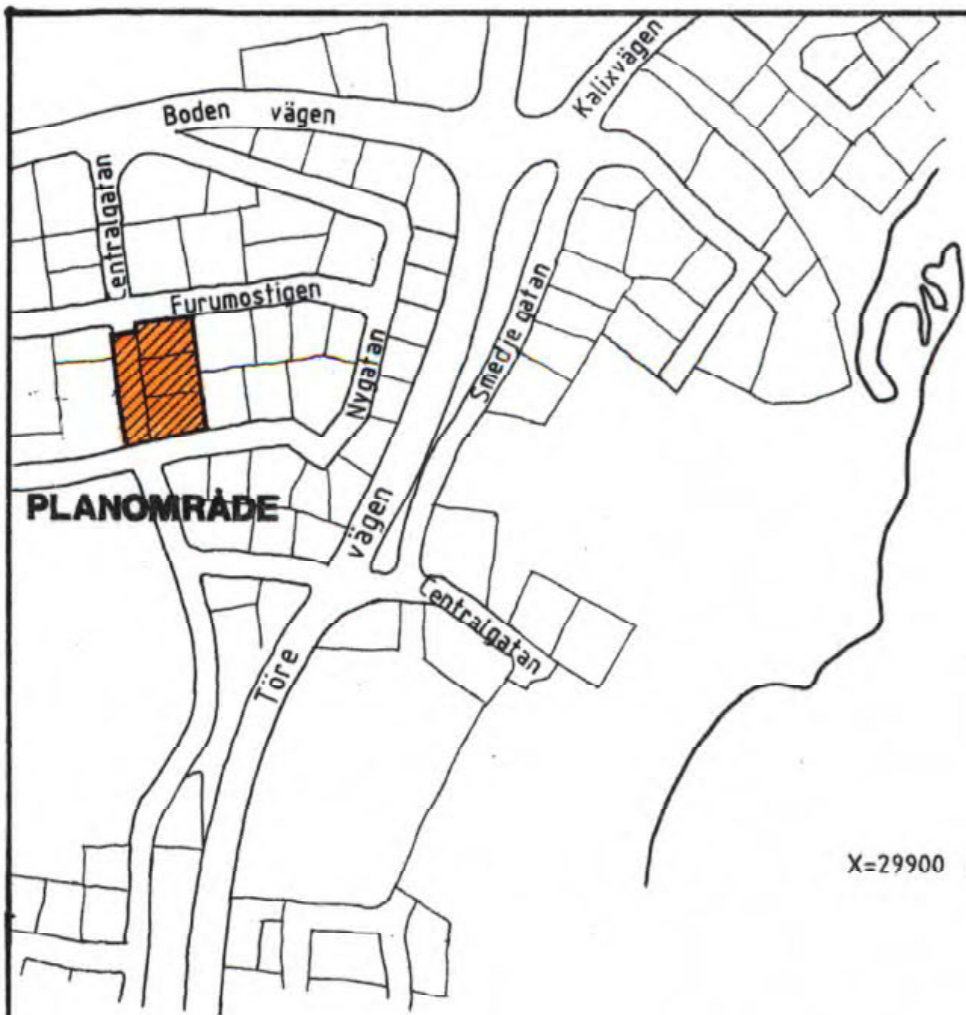 Kalixvägen
Boden vägen
Centralgatan
Furumostigen
Smedjegatan
Nygatan
PLANOMRÅDE
Töre vägen
Centralgatan
X=29900